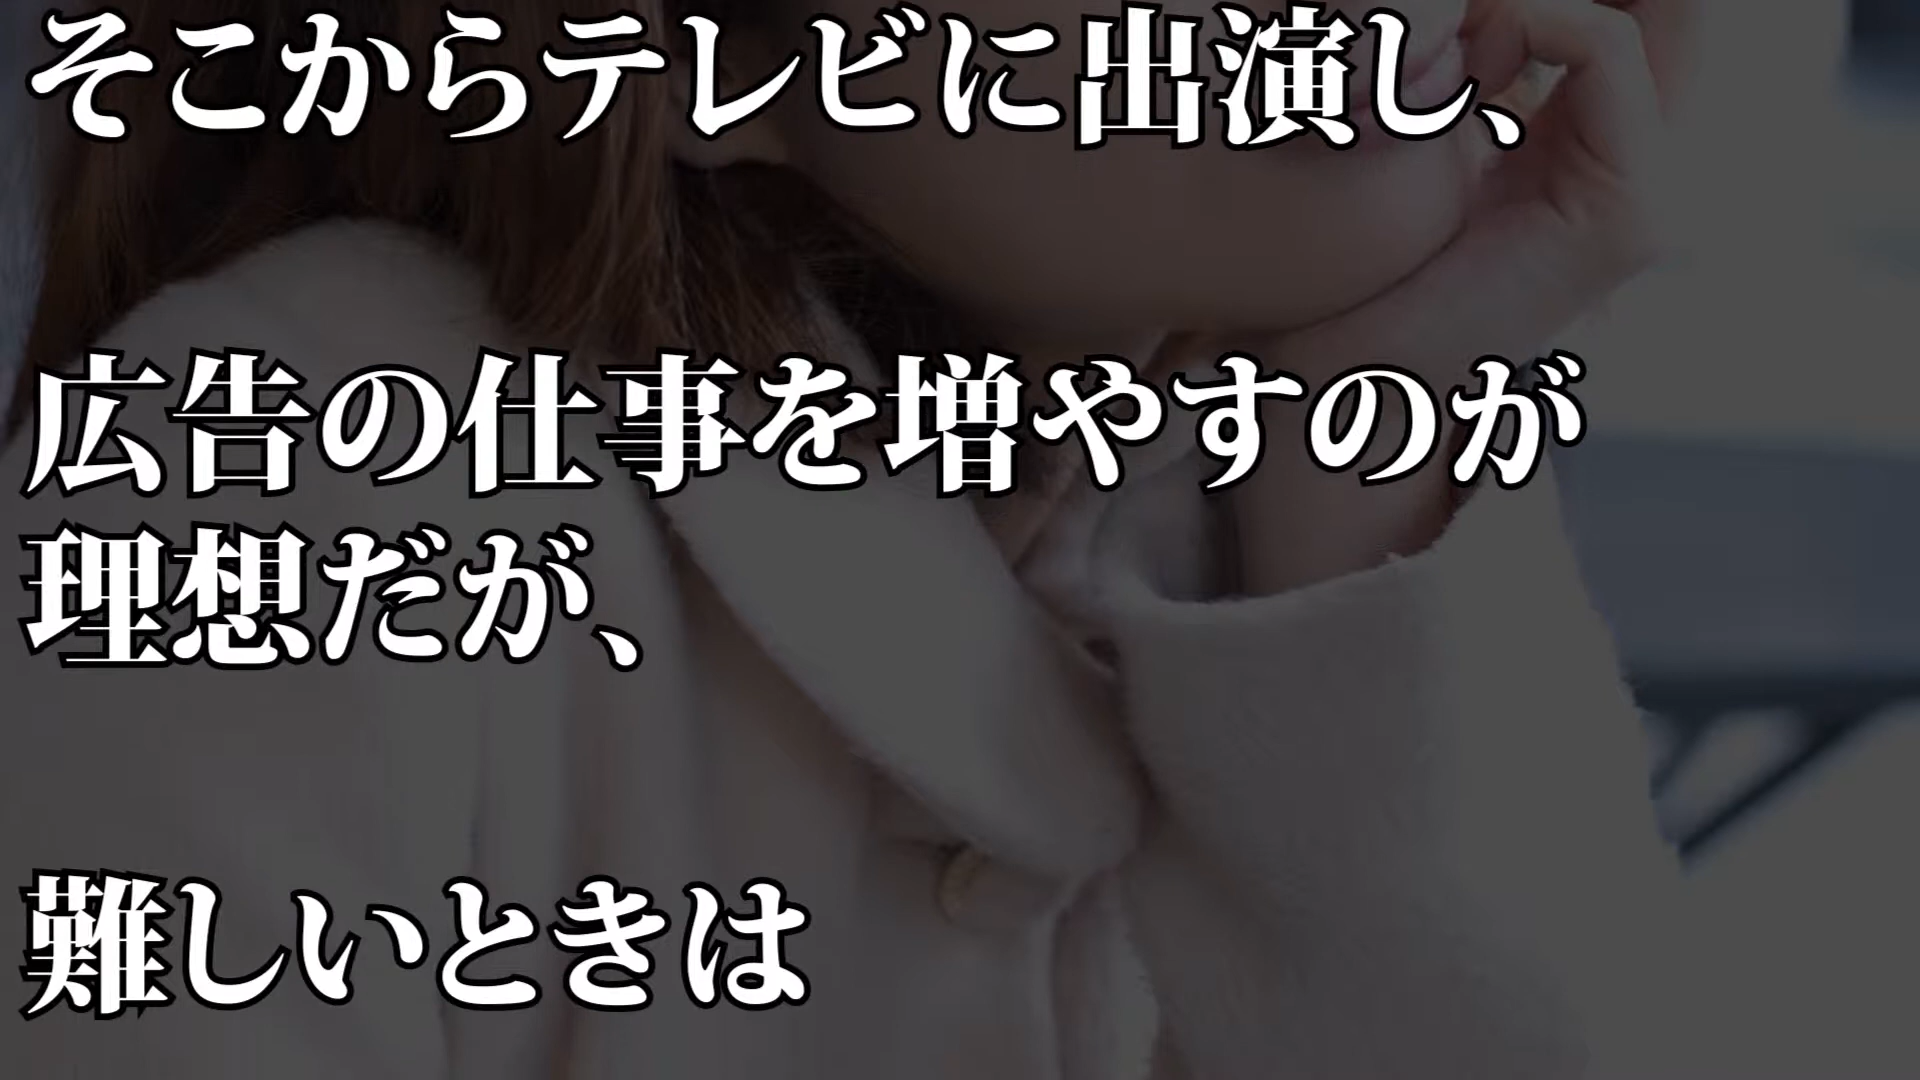 そこからテレビに出演し、
広告の仕事を増やすのが
理想だが、
難しいときは